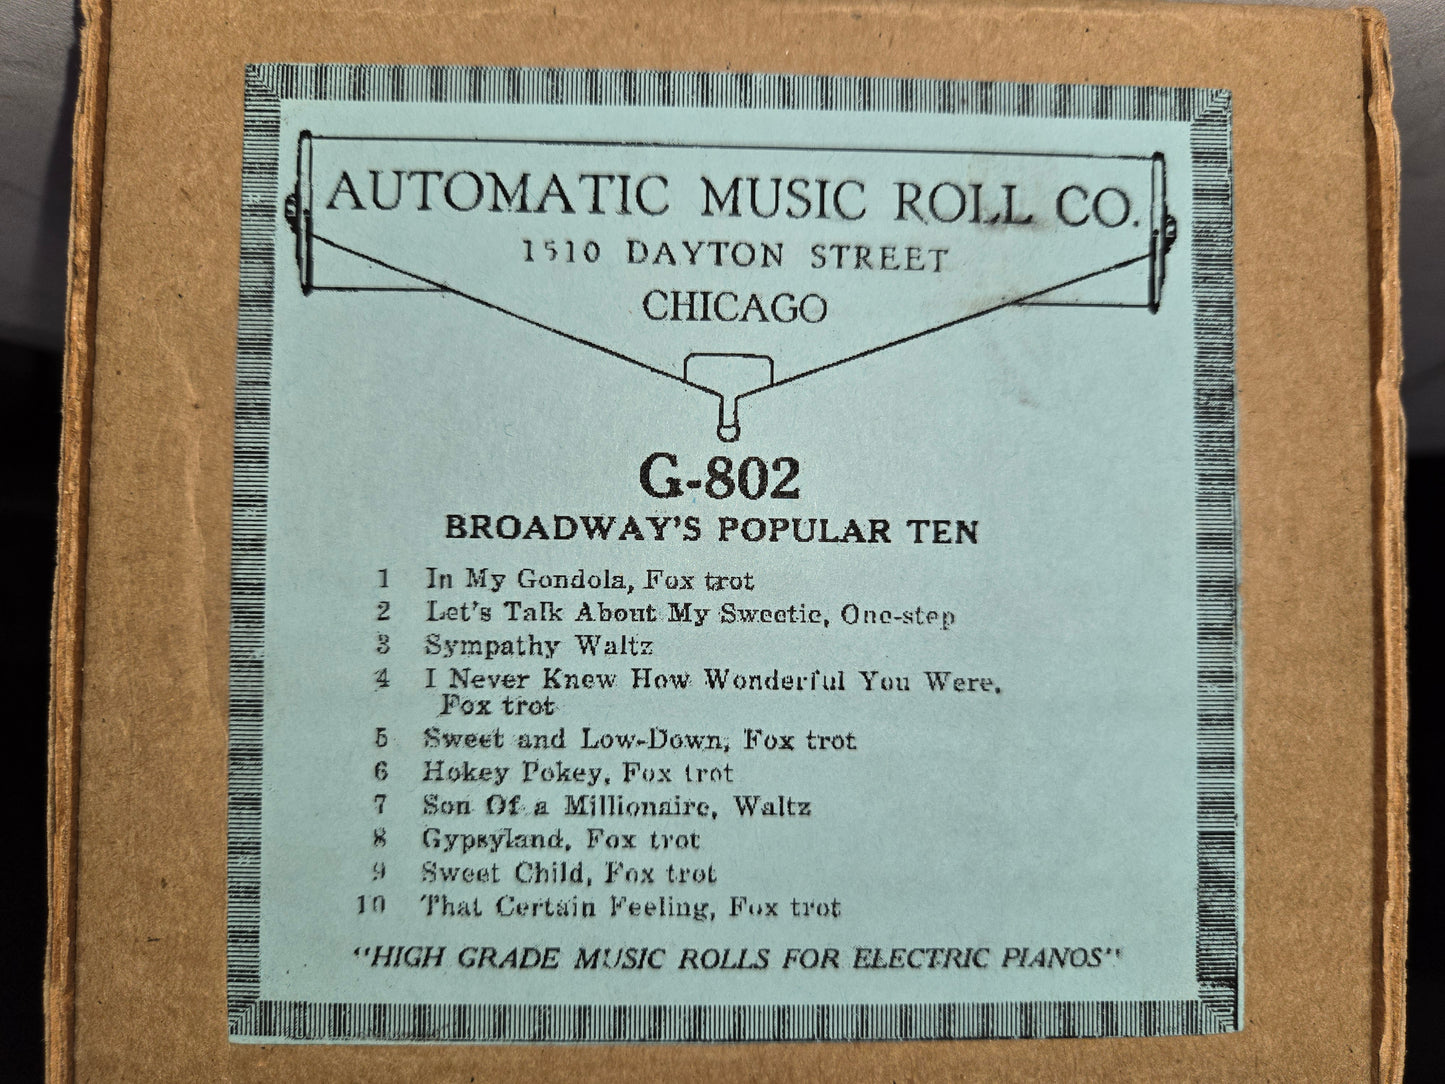 AUTOMATIC MUSIC ROLL CO.
1510 DAYTON STREET
CHICAGO
G-802
BROADWAY'S POPULAR TEN
1 In My Gondola, Fox trot
2 Let's Talk About My Sweetie, One-step
3 Sympathy Waltz
4 I Never Knew How Wonderful You Were,
Fox trot
5 Sweet and Low-Down, Fox trot
6 Hokey Pokey, Fox trot
7 Son Of a Millionaire, Waltz
8 Gypsyland, Fox trot
9 Sweet Child, Fox trot
10 That Certain Feeling, Fox trot
"HIGH GRADE MUSIC ROLLS FOR ELECTRIC PIANOS"